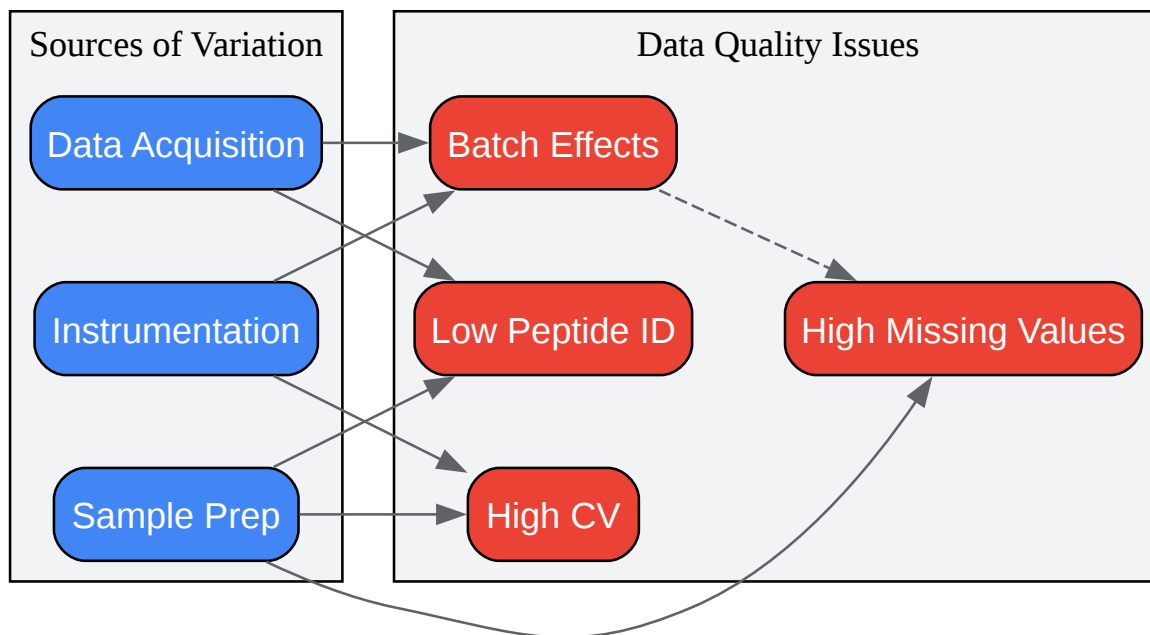 Sources of Variation
Data Quality Issues
Data Acquisition
Batch Effects
Instrumentation
Low Peptide ID
High Missing Values
Sample Prep
High CV